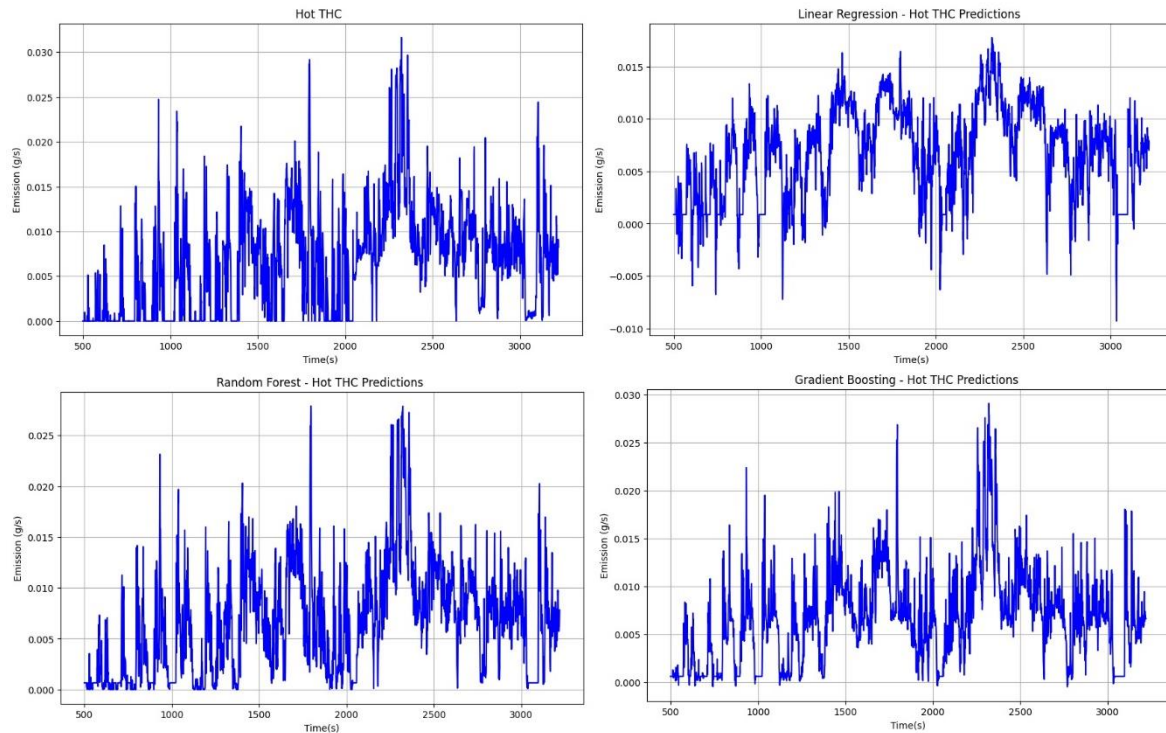 Hot THC
0.030
0.025
0.020
0.015
0.010
0.005
0.000
Emission (g/s)
500 1000 1500 2000 2500 3000
Time(s)
Linear Regression - Hot THC Predictions
0.015
0.010
0.005
0.000
−0.005
−0.010
Emission (g/s)
500 1000 1500 2000 2500 3000
Time(s)
Random Forest - Hot THC Predictions
0.025
0.020
0.015
0.010
0.005
0.000
Emission (g/s)
500 1000 1500 2000 2500 3000
Time(s)
Gradient Boosting - Hot THC Predictions
0.030
0.025
0.020
0.015
0.010
0.005
0.000
Emission (g/s)
500 1000 1500 2000 2500 3000
Time(s)